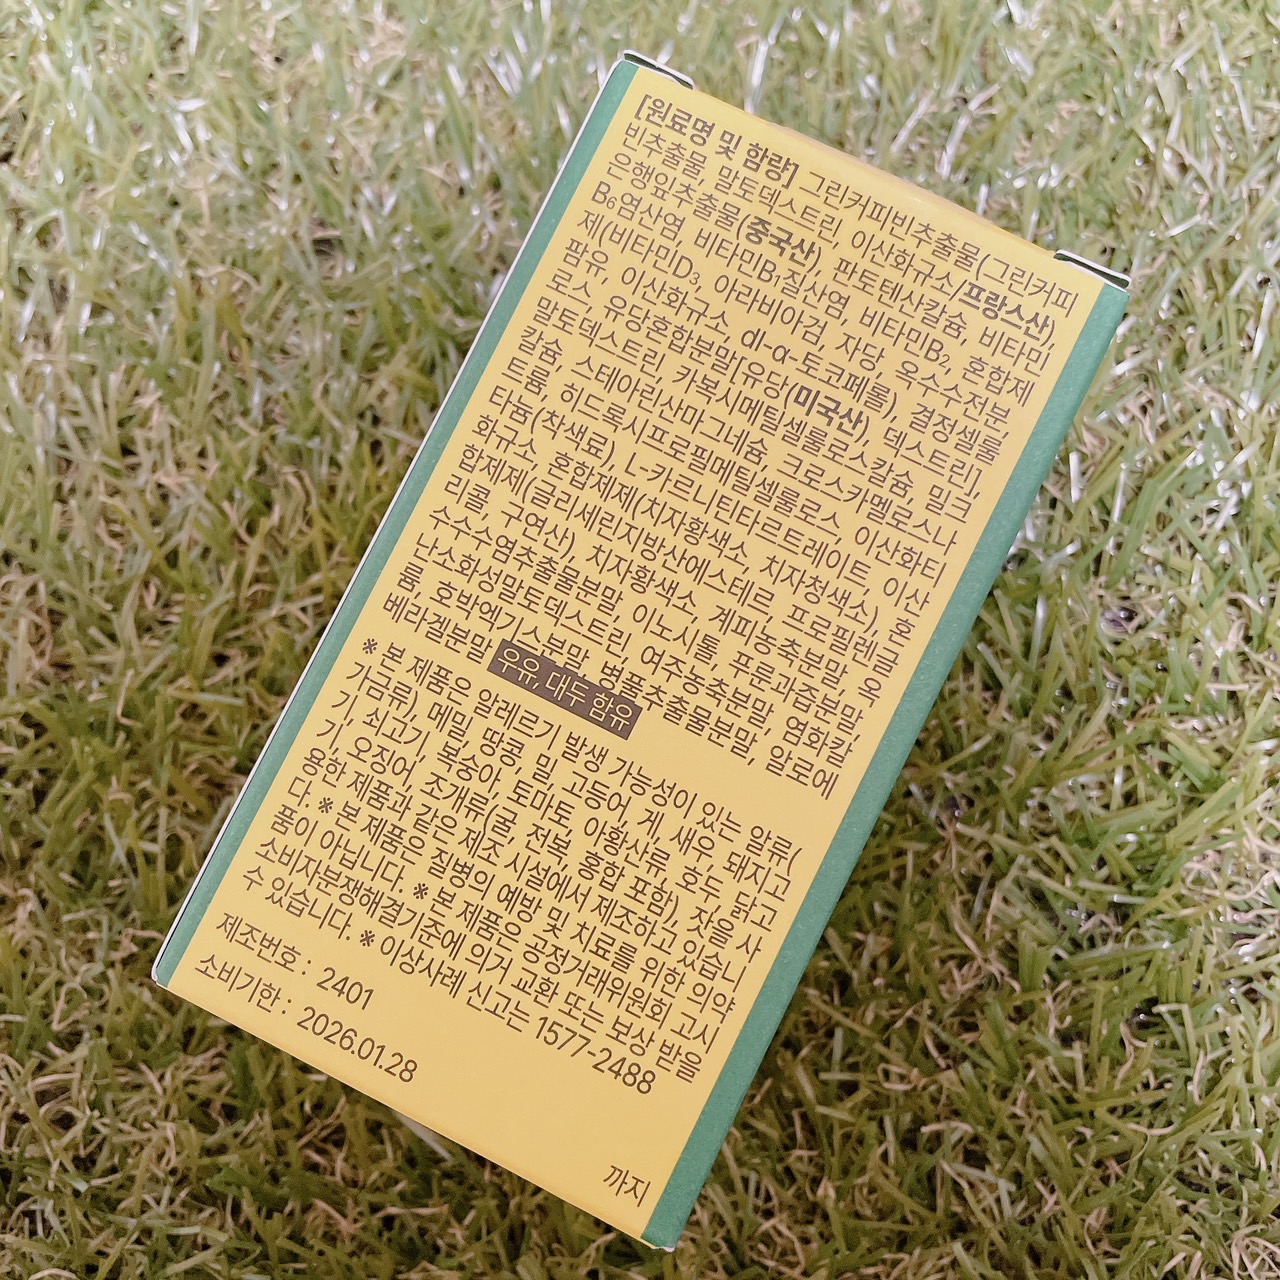 [원료명 및 함량] 그린커피빈추출물(그린커피
빈추출물, 말토덱스트린, 이산화규소/프랑스산),
은행잎추출물(중국산), 판토텐산칼슘, 비타민
B₆염산염, 비타민B₁질산염, 비타민B₂, 혼합제
제(비타민D₃, 아라비아검, 자당, 옥수수전분,
팜유, 이산화규소, dl-α-토코페롤), 결정셀룰
로스, 유당혼합분말[유당(미국산), 덱스트린],
말토덱스트린, 카복시메틸셀룰로스칼슘, 밀크
칼슘, 스테아린산마그네슘, 크로스카멜로스나
트륨, 히드록시프로필메틸셀룰로스, 이산화티
타늄(착색료), L-카르니틴타르트레이트, 이산
화규소, 혼합제제(치자황색소, 치자청색소), 혼
합제제(글리세린지방산에스테르, 프로필렌글
리콜, 구연산), 치자황색소, 계피농축분말, 옥
수수수염추출물분말, 이노시톨, 푸룬과즙분말,
난소화성말토덱스트린, 여주농축분말, 염화칼
륨, 호박엑기스분말, 병풀추출물분말, 알로에
베라겔분말 우유, 대두 함유
※ 본 제품은 알레르기 발생 가능성이 있는 알류(
가금류), 메밀, 땅콩, 밀, 고등어, 게, 새우, 돼지고
기, 쇠고기, 복숭아, 토마토, 아황산류, 호두, 닭고
기, 오징어, 조개류(굴, 전복, 홍합 포함), 잣을 사
용한 제품과 같은 제조 시설에서 제조하고 있습니
다. ※ 본 제품은 질병의 예방 및 치료를 위한 의약
품이 아닙니다. ※ 본 제품은 공정거래위원회 고시
소비자분쟁해결기준에 의거 교환 또는 보상 받을
수 있습니다. ※ 이상사례 신고는 1577-2488
제조번호 : 2401
소비기한 : 2026.01.28
까지